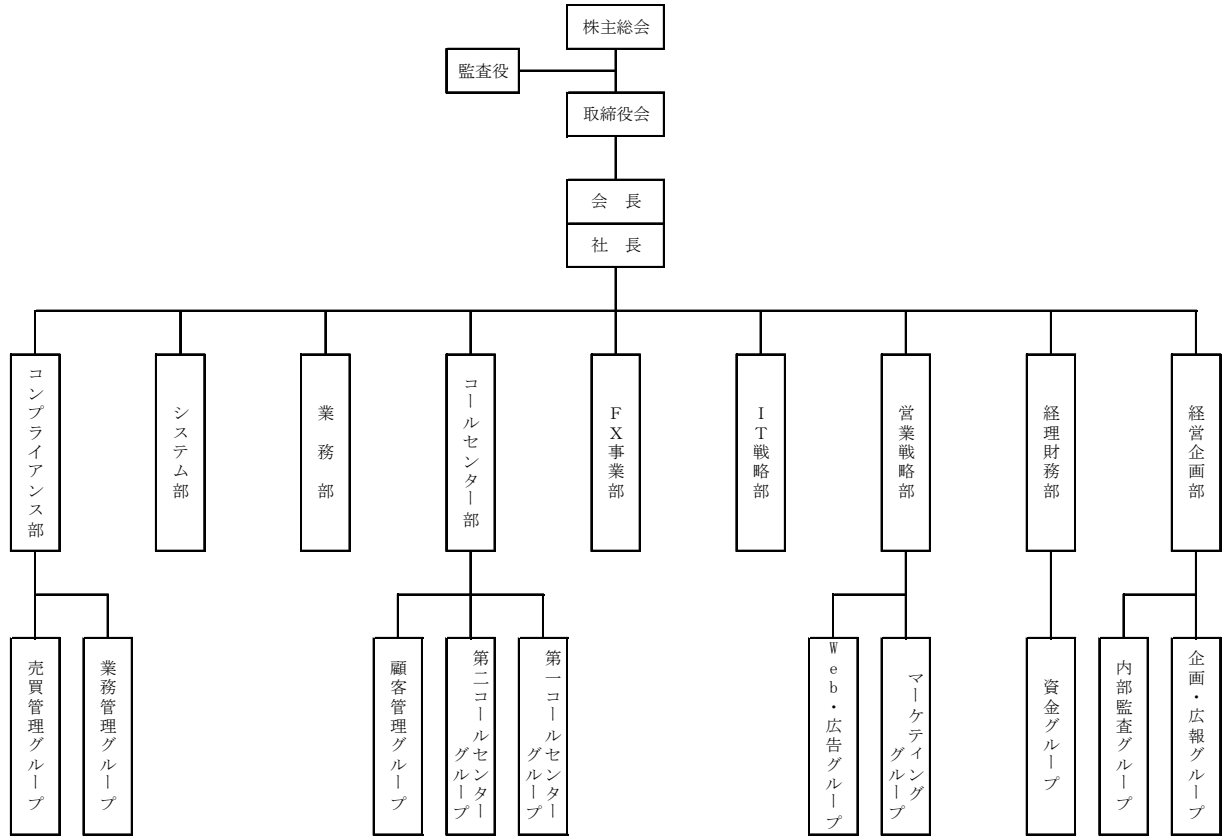 株主総会
監査役
取締役会
会　長
社　長
コンプライアンス部
システム部
業　務　部
コールセンター部
ＦＸ事業部
ＩＴ戦略部
営業戦略部
経理財務部
経営企画部
売買管理グループ
業務管理グループ
顧客管理グループ
第二コールセンター
グループ
第一コールセンター
グループ
Ｗｅｂ・広告グループ
マーケティング
グループ
資金グループ
内部監査グループ
企画・広報グループ